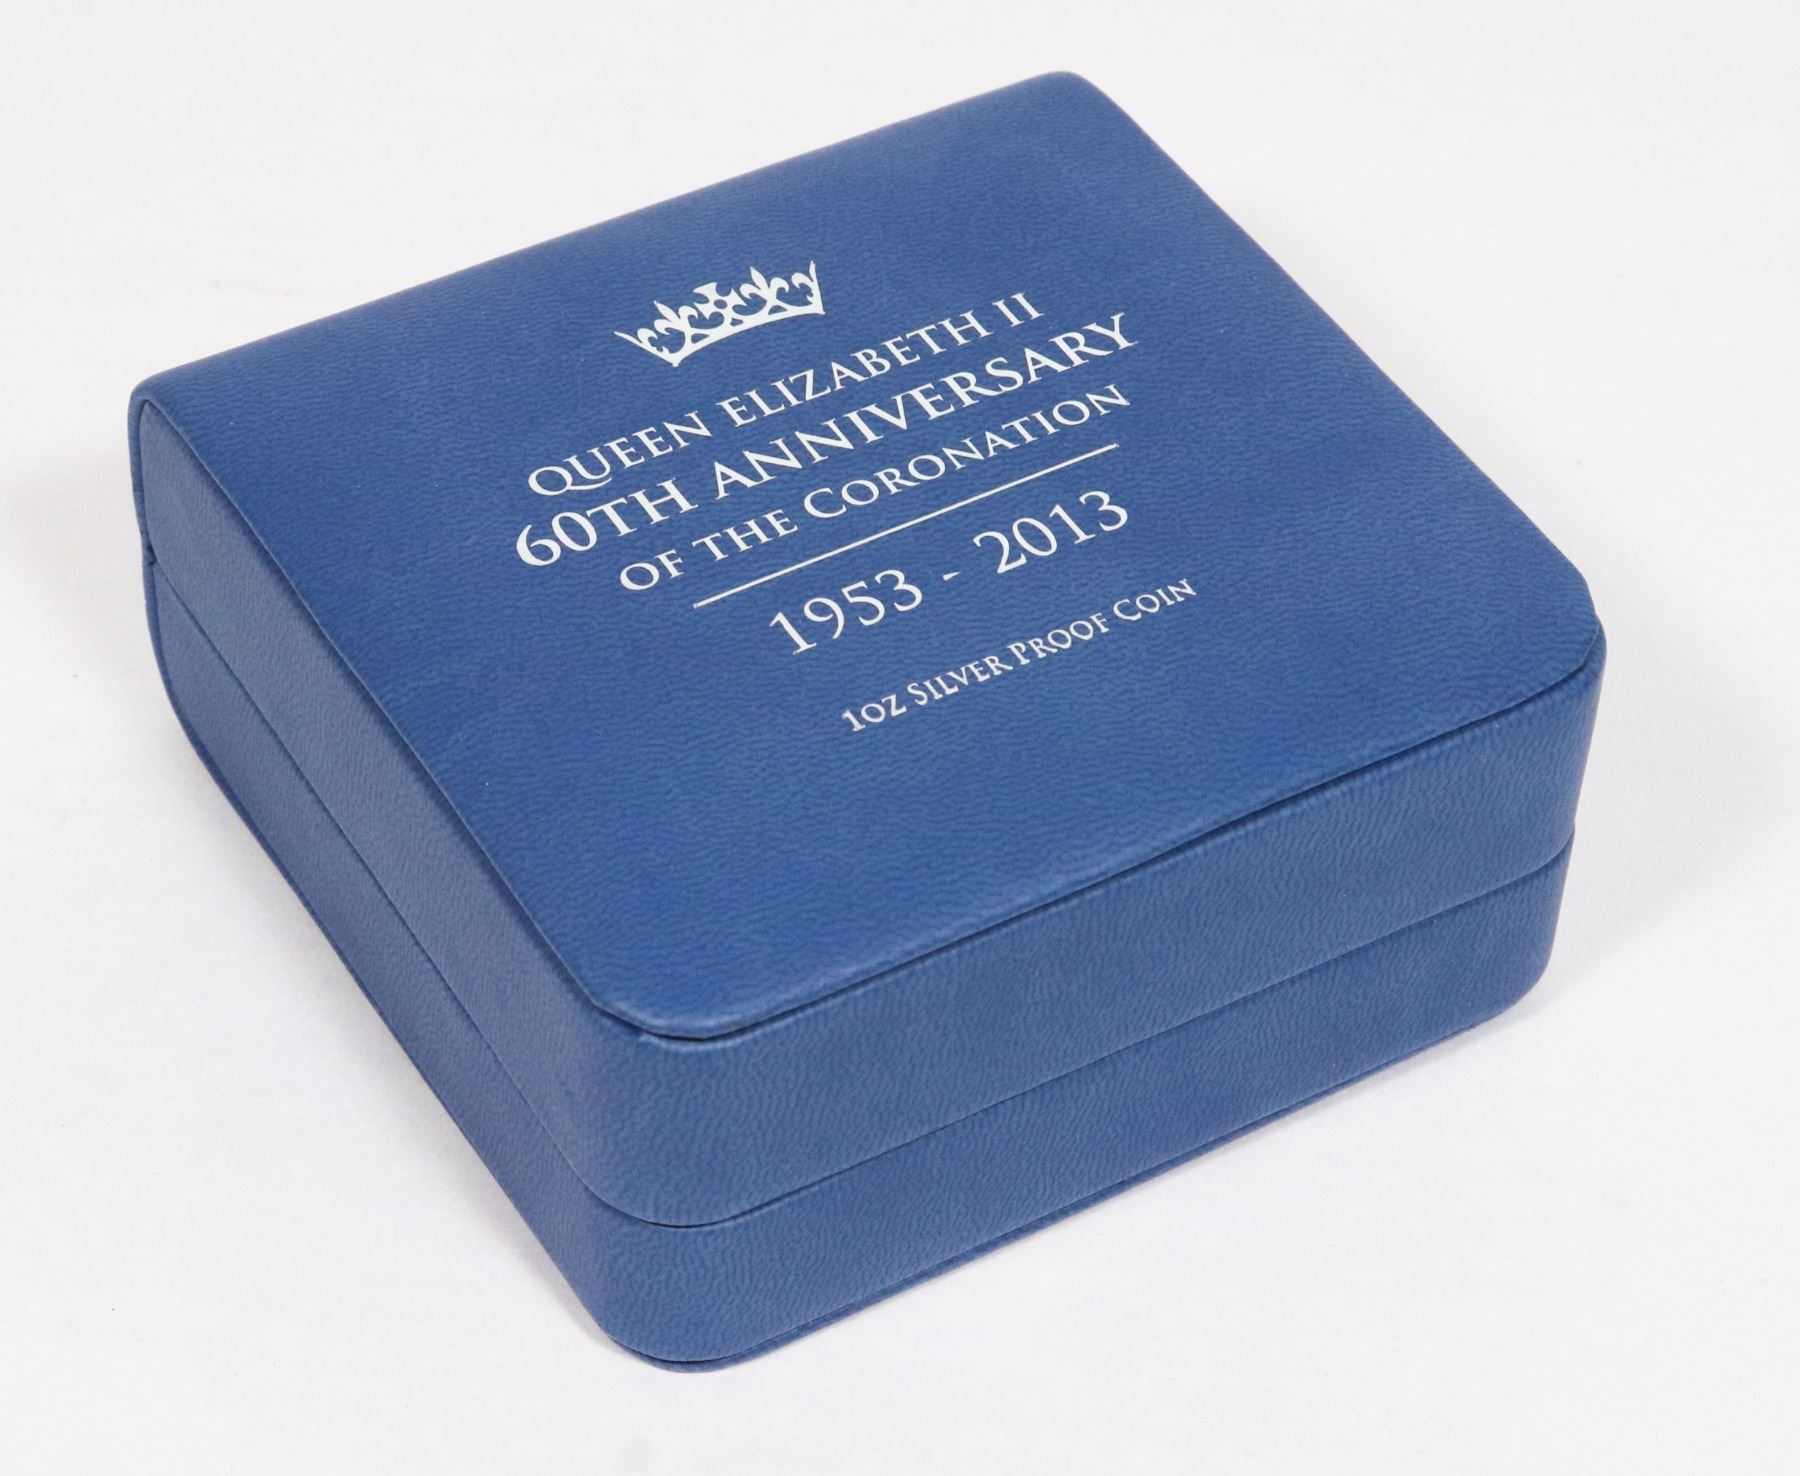 QUEEN ELIZABETH II
60TH ANNIVERSARY
OF THE CORONATION
1953 - 2013
1OZ SILVER PROOF COIN